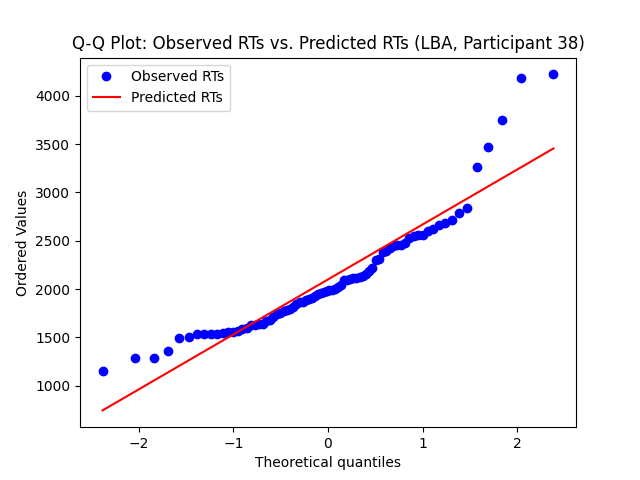 Q-Q Plot: Observed RTs vs. Predicted RTs (LBA, Participant 38)
Observed RTs
Predicted RTs
4000
3500
3000
2500
2000
1500
1000
Ordered Values
−2
−1
0
1
2
Theoretical quantiles